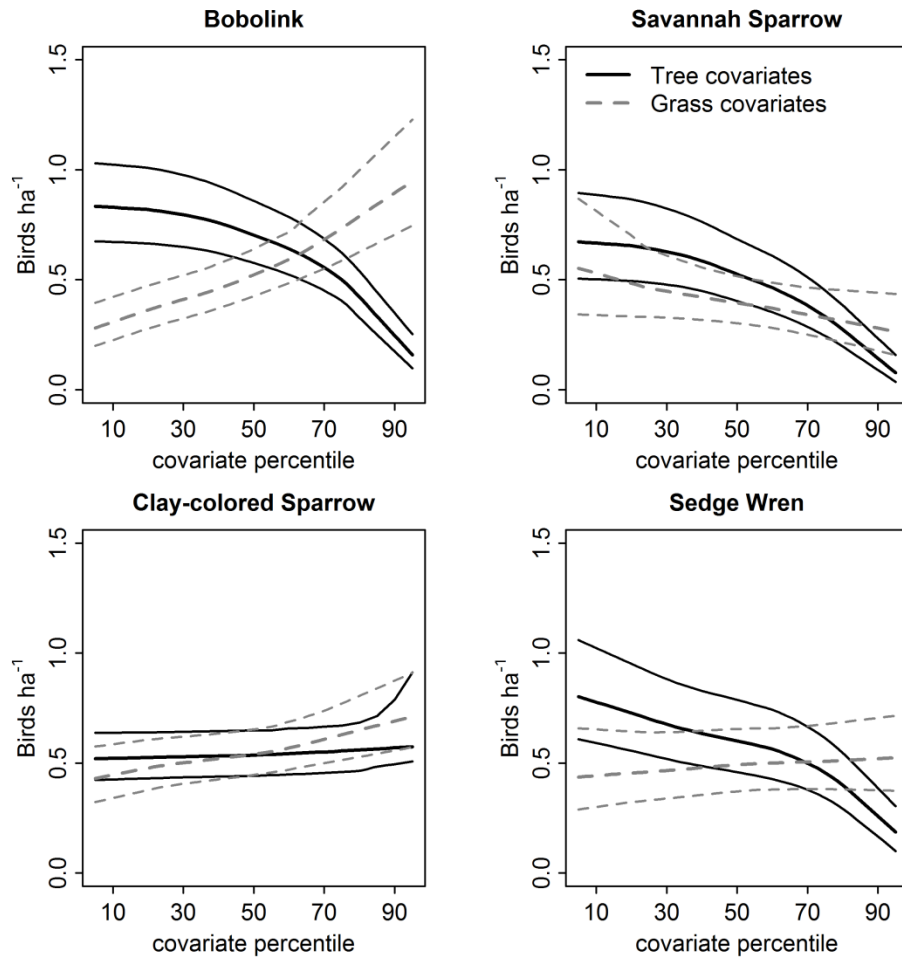 Bobolink
1.5
1.0
0.5
0.0
Birds ha⁻¹
10 30 50 70 90
covariate percentile
Savannah Sparrow
Tree covariates
Grass covariates
1.5
1.0
0.5
0.0
Birds ha⁻¹
10 30 50 70 90
covariate percentile
Clay-colored Sparrow
1.5
1.0
0.5
0.0
Birds ha⁻¹
10 30 50 70 90
covariate percentile
Sedge Wren
1.5
1.0
0.5
0.0
Birds ha⁻¹
10 30 50 70 90
covariate percentile